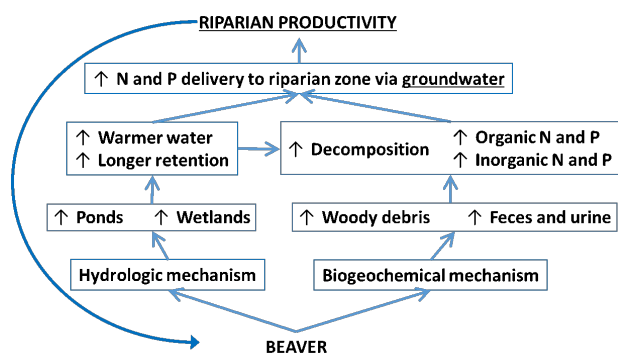 RIPARIAN PRODUCTIVITY
↑ N and P delivery to riparian zone via groundwater
↑ Warmer water
↑ Longer retention
↑ Decomposition
↑ Organic N and P
↑ Inorganic N and P
↑ Ponds ↑ Wetlands
↑ Woody debris ↑ Feces and urine
Hydrologic mechanism
Biogeochemical mechanism
BEAVER